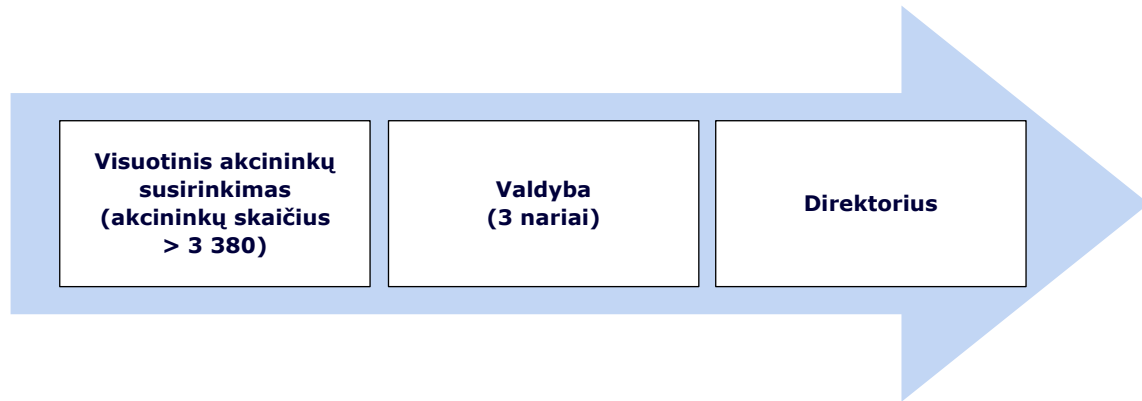 Visuotinis akcininkų
susirinkimas
(akcininkų skaičius
> 3 380)
Valdyba
(3 nariai)
Direktorius